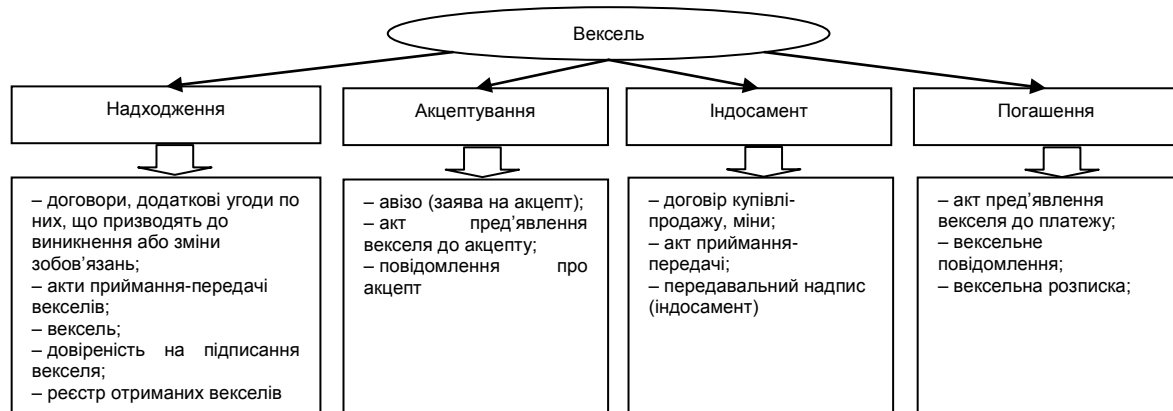 Вексель
Надходження
Акцептування
Індосамент
Погашення
– договори, додаткові угоди по
них, що призводять до
виникнення або зміни
зобов’язань;
– акти приймання-передачі
векселів;
– вексель;
– довіреність на підписання
векселя;
– реєстр отриманих векселів
– авізо (заява на акцепт);
– акт пред’явлення
векселя до акцепту;
– повідомлення про
акцепт
– договір купівлі-
продажу, міни;
– акт приймання-
передачі;
– передавальний надпис
(індосамент)
– акт пред’явлення
векселя до платежу;
– вексельне
повідомлення;
– вексельна розписка;